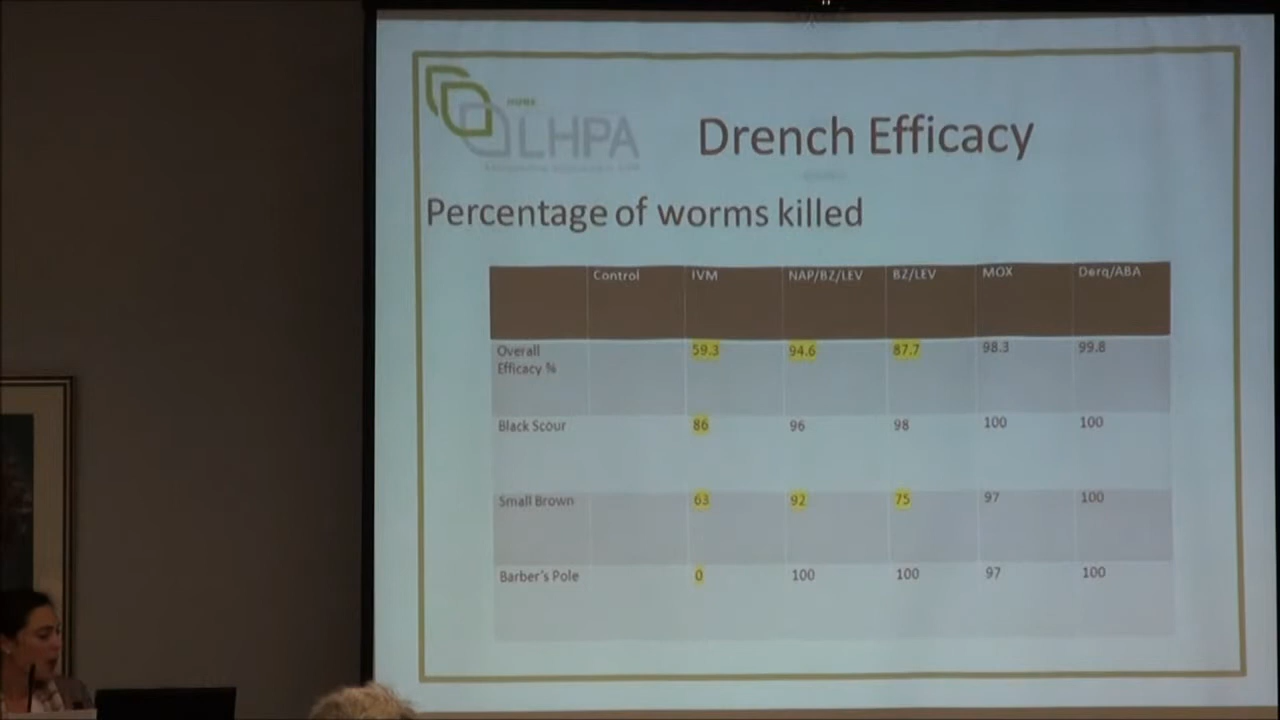 HUME
LHPA
Drench Efficacy
Percentage of worms killed
Control IVM NAP/BZ/LEV BZ/LEV MOX Derq/ABA
Overall 59.3 94.6 87.7 98.3 99.8
Efficacy %
Black Scour 86 96 98 100 100
Small Brown 63 92 75 97 100
Barber's Pole 0 100 100 97 100